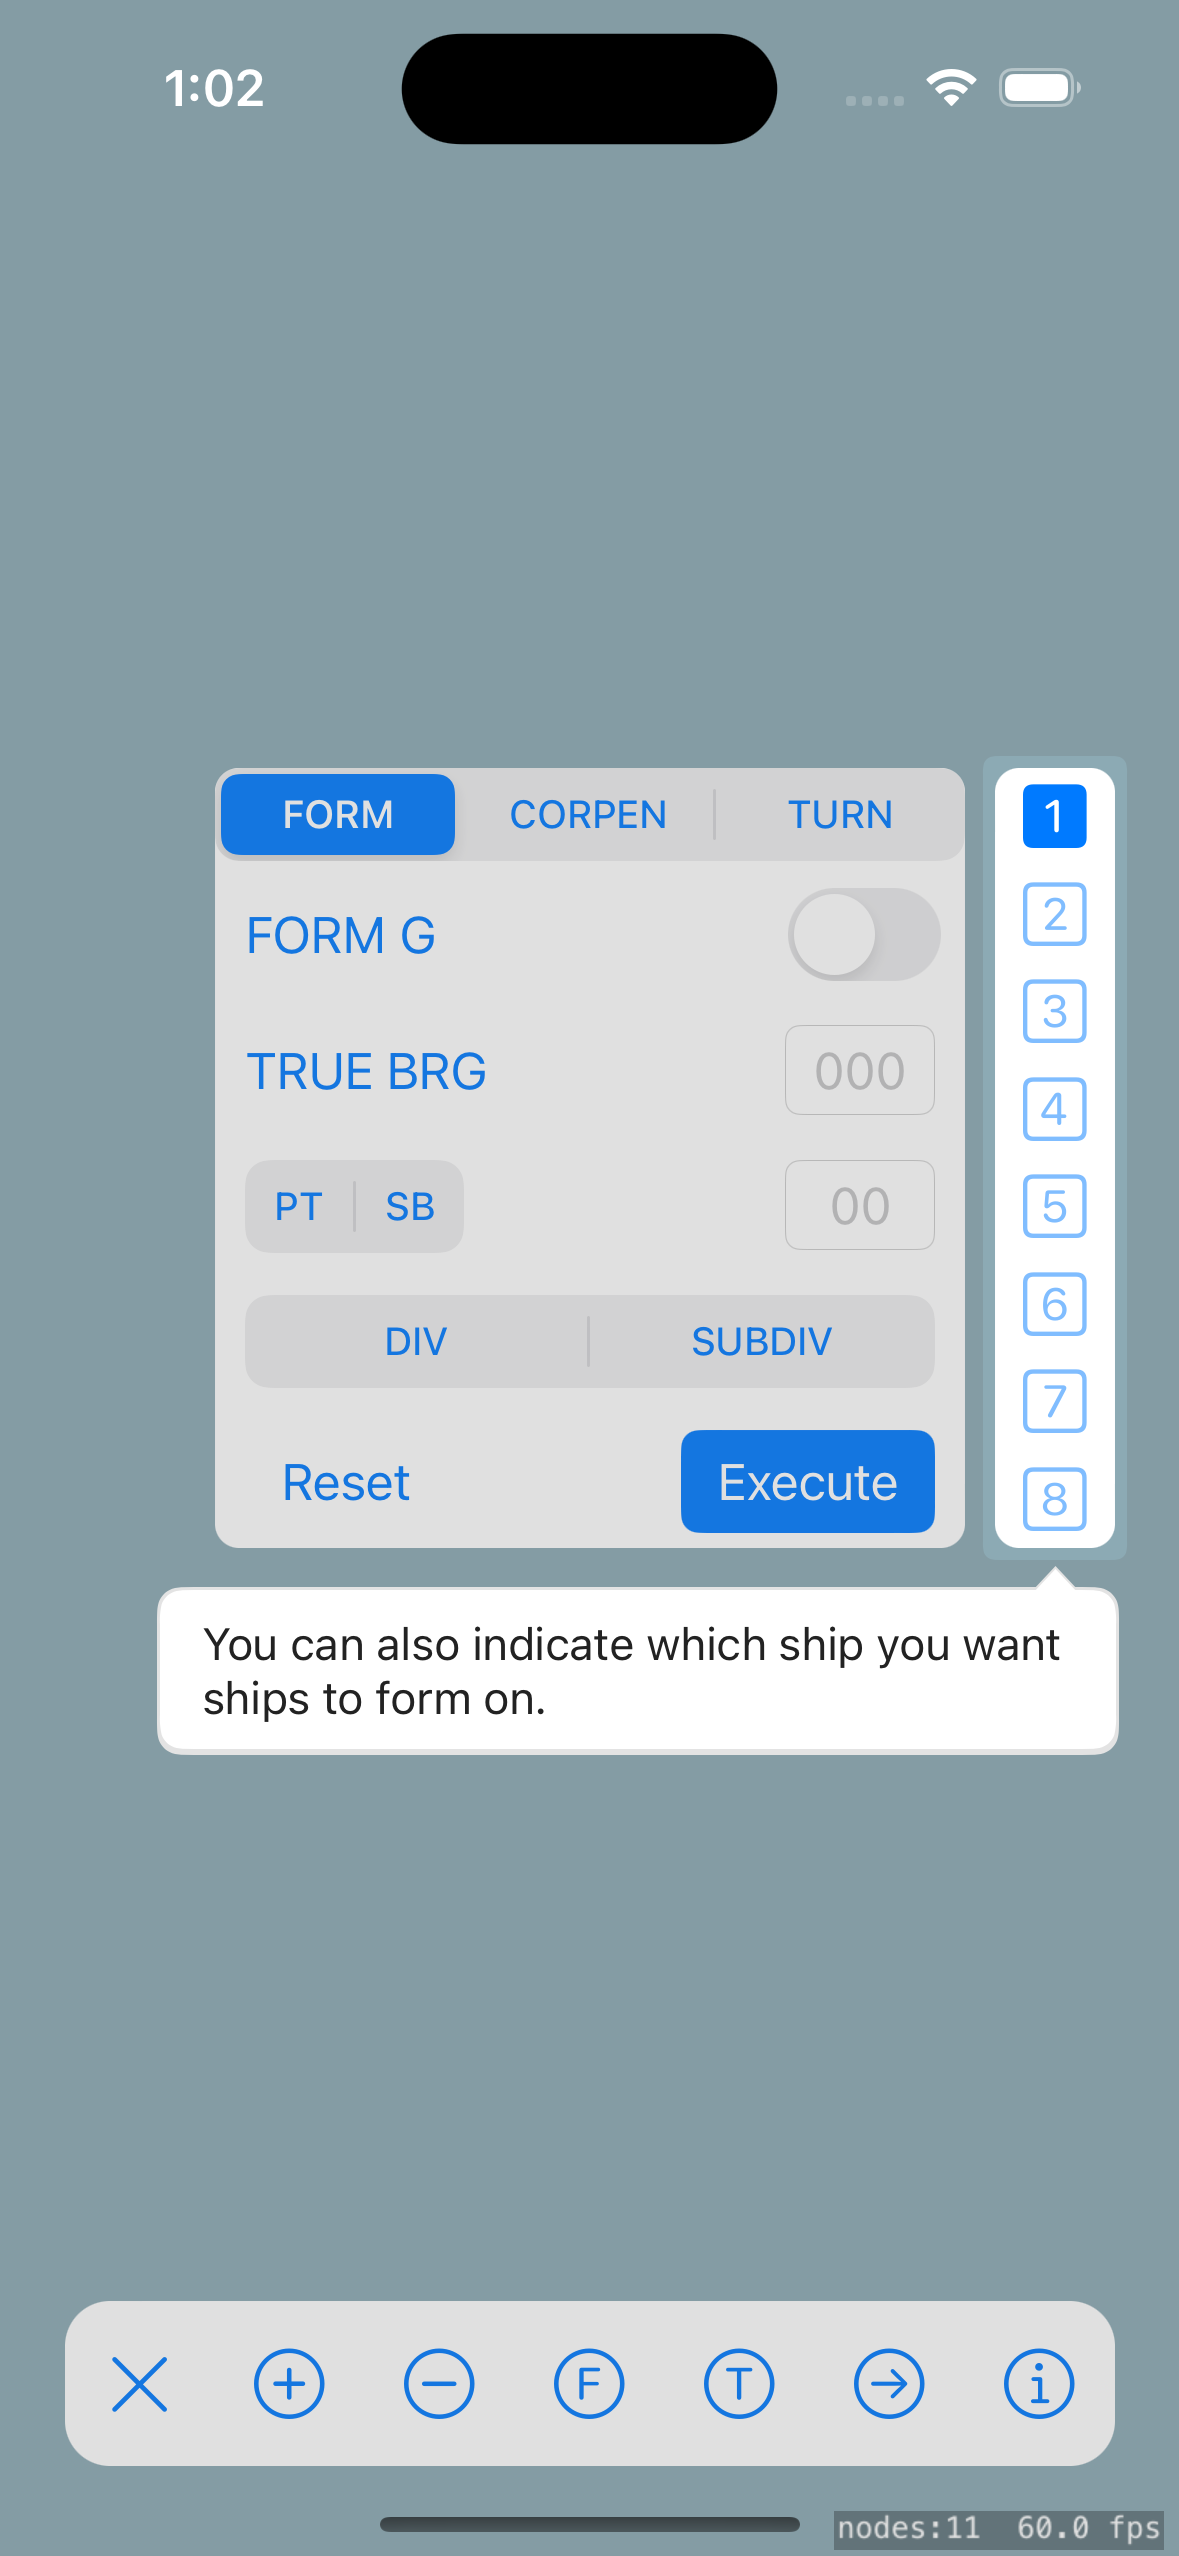 1:02
FORM CORPEN TURN
1
FORM G
2
3
TRUE BRG 000
4
PT SB 00
5
DIV SUBDIV
6
7
Reset Execute
8
You can also indicate which ship you want
ships to form on.
F T i
nodes:11 60.0 fps